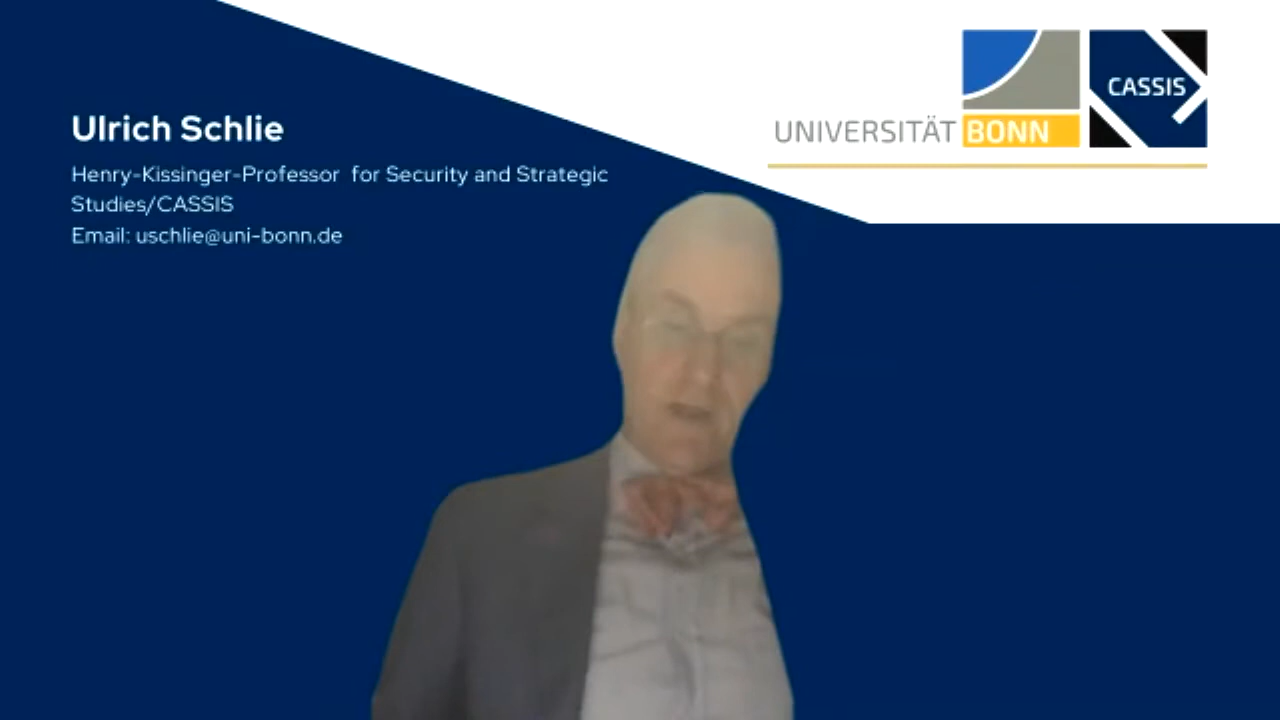 Ulrich Schlie
Henry-Kissinger-Professor for Security and Strategic
Studies/CASSIS
Email: uschlie@uni-bonn.de
UNIVERSITÄT BONN
CASSIS